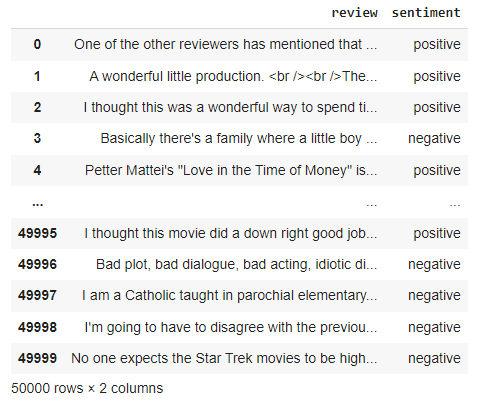 review sentiment
0 One of the other reviewers has mentioned that ... positive
1 A wonderful little production. <br /><br />The... positive
2 I thought this was a wonderful way to spend ti... positive
3 Basically there's a family where a little boy ... negative
4 Petter Mattei's "Love in the Time of Money" is... positive
... ... ...
49995 I thought this movie did a down right good job... positive
49996 Bad plot, bad dialogue, bad acting, idiotic di... negative
49997 I am a Catholic taught in parochial elementary... negative
49998 I'm going to have to disagree with the previou... negative
49999 No one expects the Star Trek movies to be high... negative
50000 rows × 2 columns